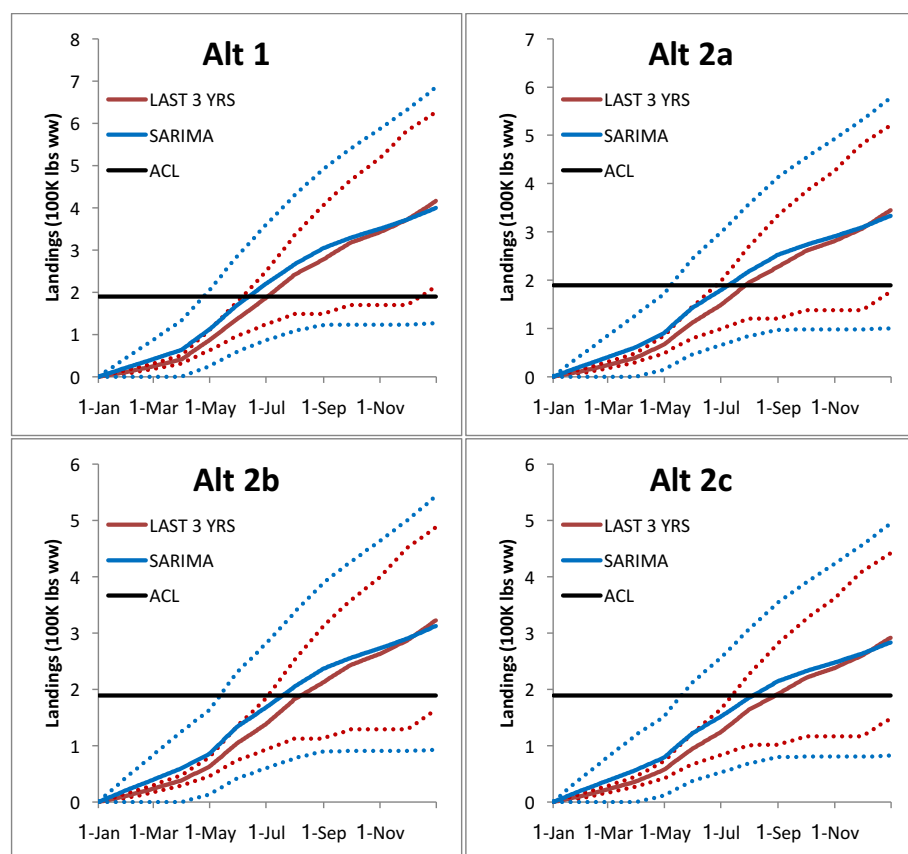 Alt 1
Landings (100K lbs ww)
8
7
6
5
4
3
2
1
0
LAST 3 YRS
SARIMA
ACL
1-Jan 1-Mar 1-May 1-Jul 1-Sep 1-Nov
Alt 2a
Landings (100K lbs ww)
7
6
5
4
3
2
1
0
LAST 3 YRS
SARIMA
ACL
1-Jan 1-Mar 1-May 1-Jul 1-Sep 1-Nov
Alt 2b
Landings (100K lbs ww)
6
5
4
3
2
1
0
LAST 3 YRS
SARIMA
ACL
1-Jan 1-Mar 1-May 1-Jul 1-Sep 1-Nov
Alt 2c
Landings (100K lbs ww)
6
5
4
3
2
1
0
LAST 3 YRS
SARIMA
ACL
1-Jan 1-Mar 1-May 1-Jul 1-Sep 1-Nov